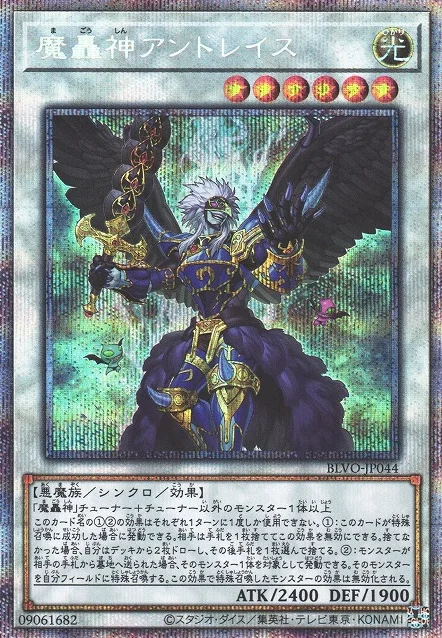 魔轟神アントレイス
光
BLVO-JP044
【悪魔族／シンクロ／効果】
「魔轟神」チューナー＋チューナー以外のモンスター1体以上
このカード名の①②の効果はそれぞれ1ターンに1度しか使用できない。①：このカードが特殊
召喚に成功した場合に発動できる。相手は手札を1枚捨ててこの効果を無効にできる。捨てな
かった場合、自分はデッキから2枚ドローし、その後手札を1枚選んで捨てる。②：モンスターが
相手の手札から墓地へ送られた場合、そのモンスター1体を対象として発動できる。そのモンスター
を自分フィールドに特殊召喚する。この効果で特殊召喚したモンスターの効果は無効化される。
ATK/2400 DEF/1900
09061682
©スタジオ・ダイス／集英社・テレビ東京・KONAMI